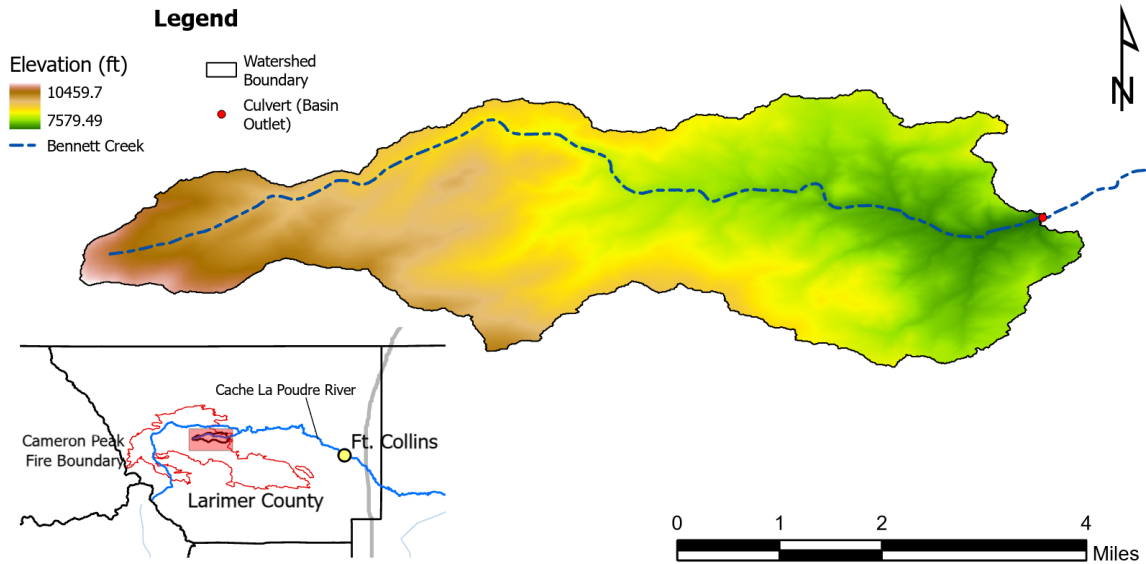 Legend
Elevation (ft)
10459.7
7579.49
Bennett Creek
Watershed
Boundary
Culvert (Basin
Outlet)
N
Cache La Poudre River
Cameron Peak
Fire Boundary
Ft. Collins
Larimer County
0 1 2 4
Miles